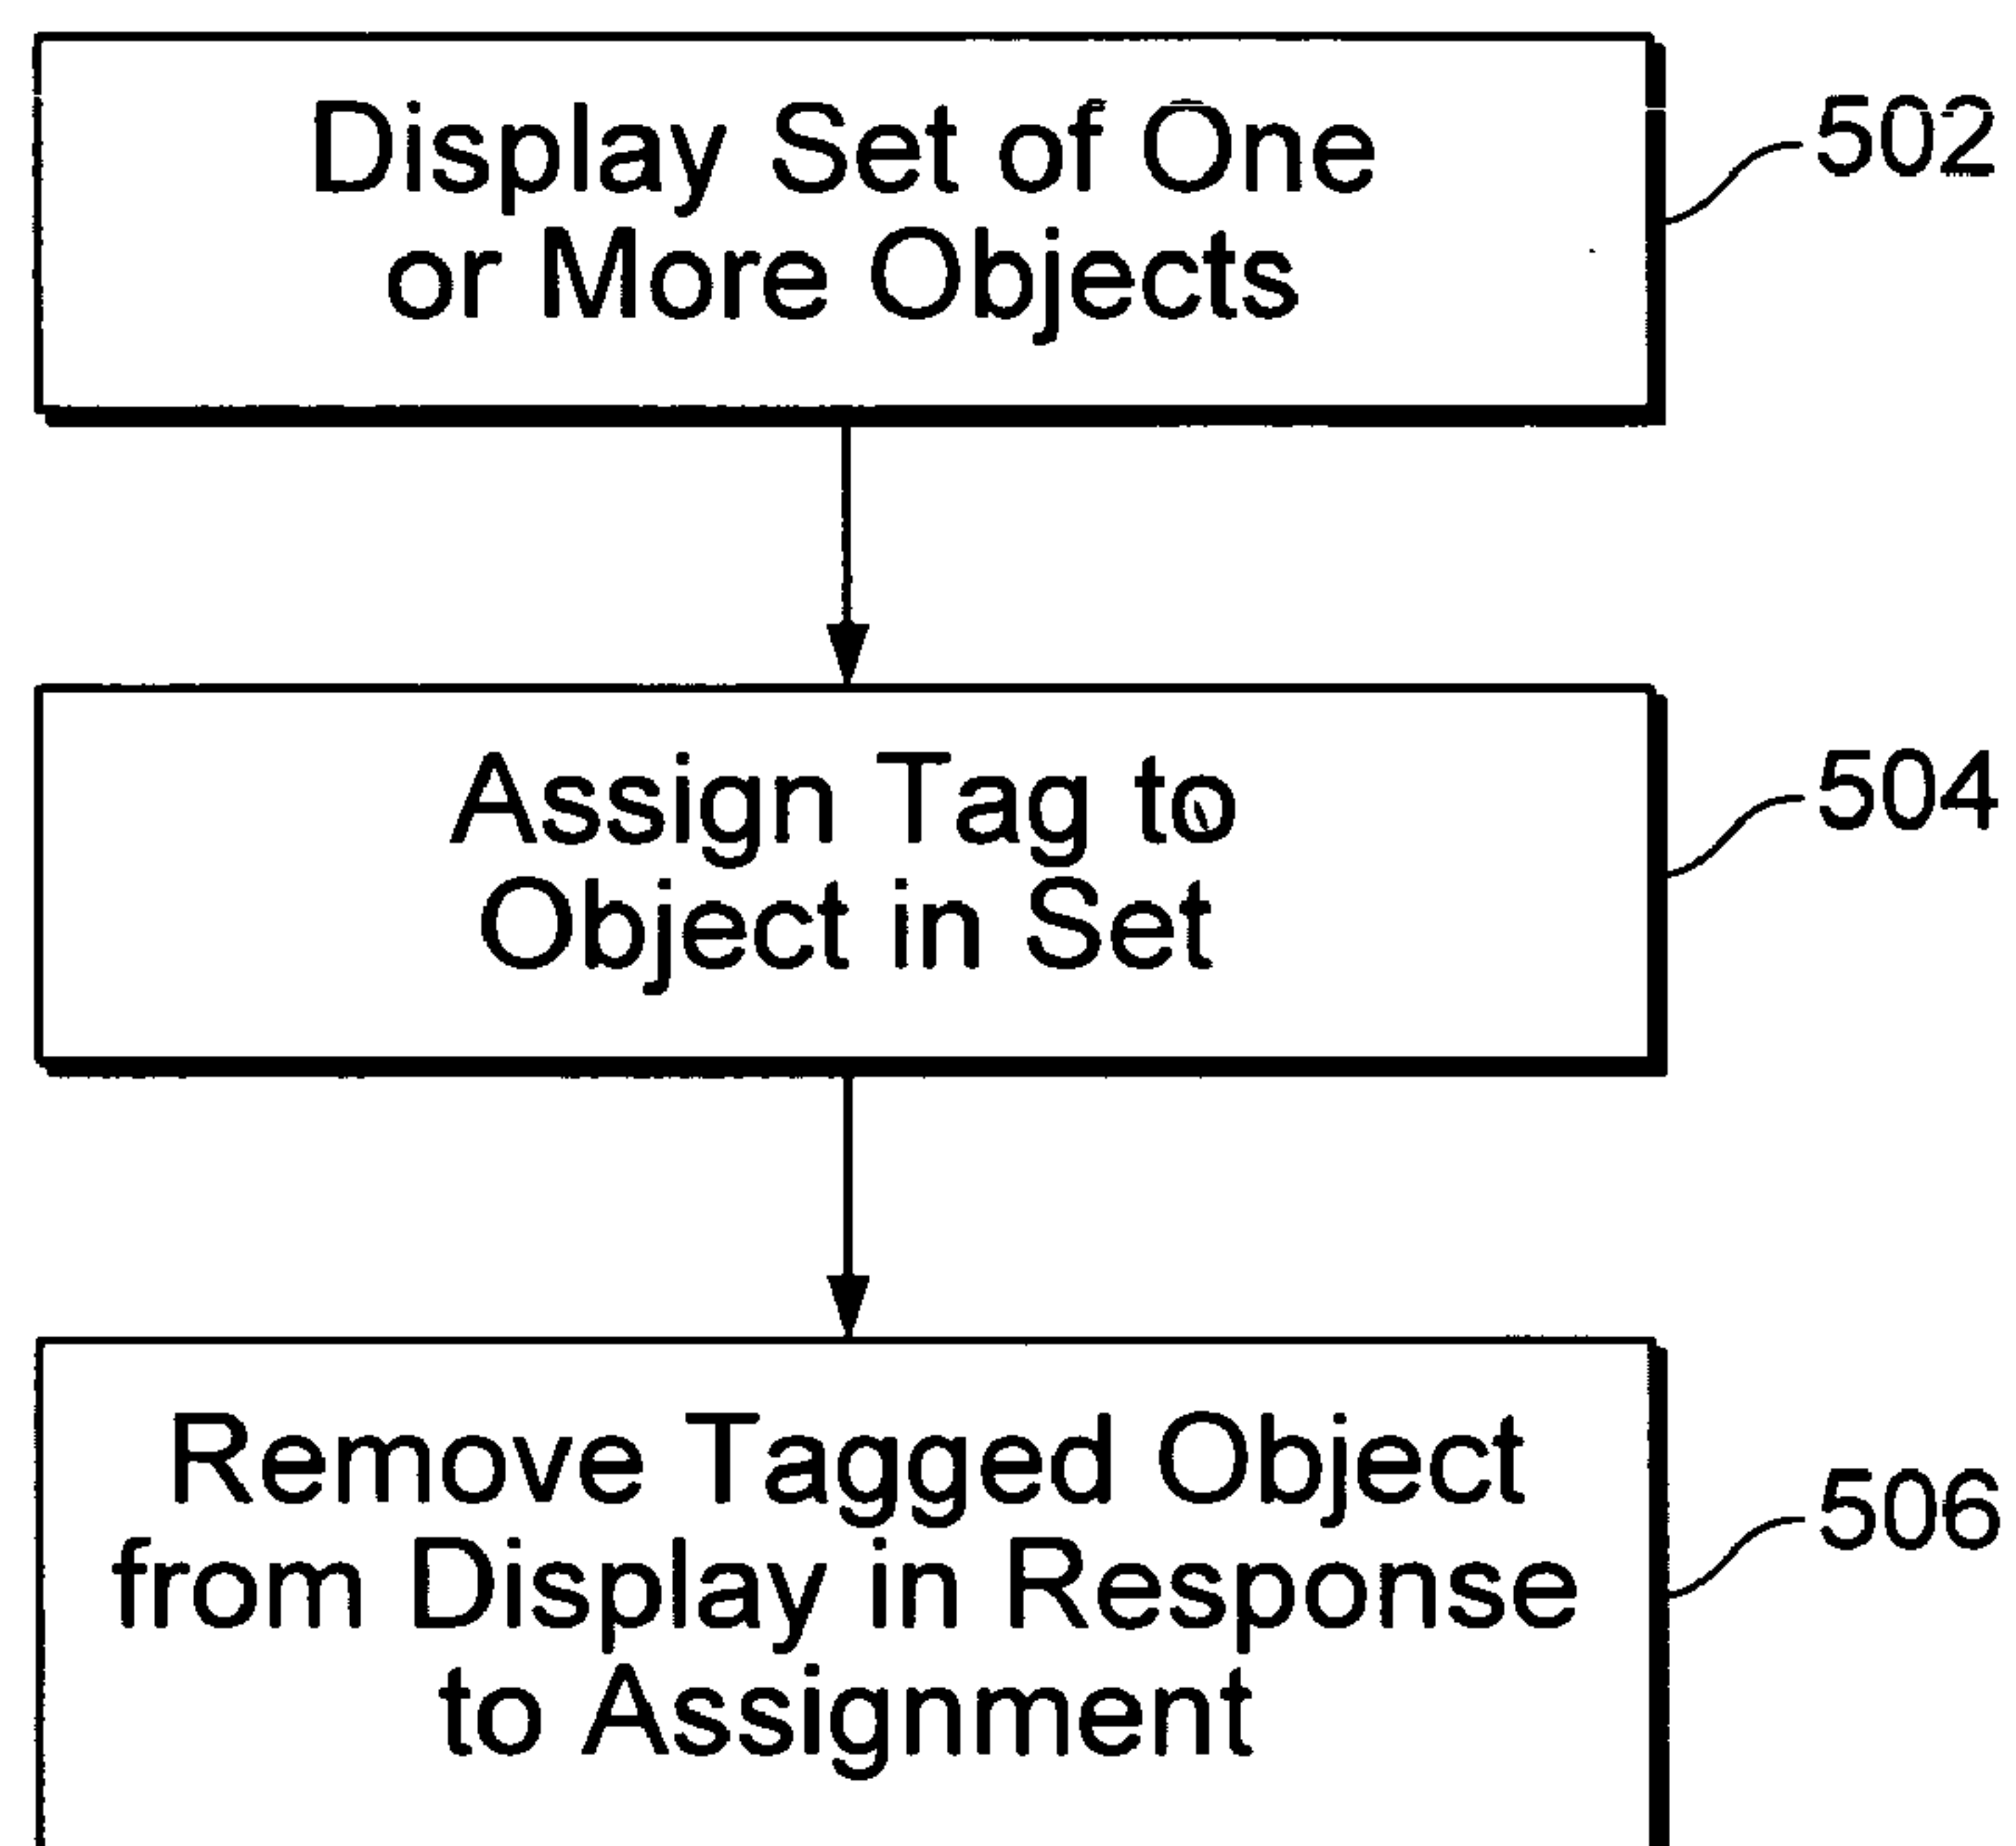 Display Set of One
or More Objects
502
Assign Tag to
Object in Set
504
Remove Tagged Object
from Display in Response
to Assignment
506